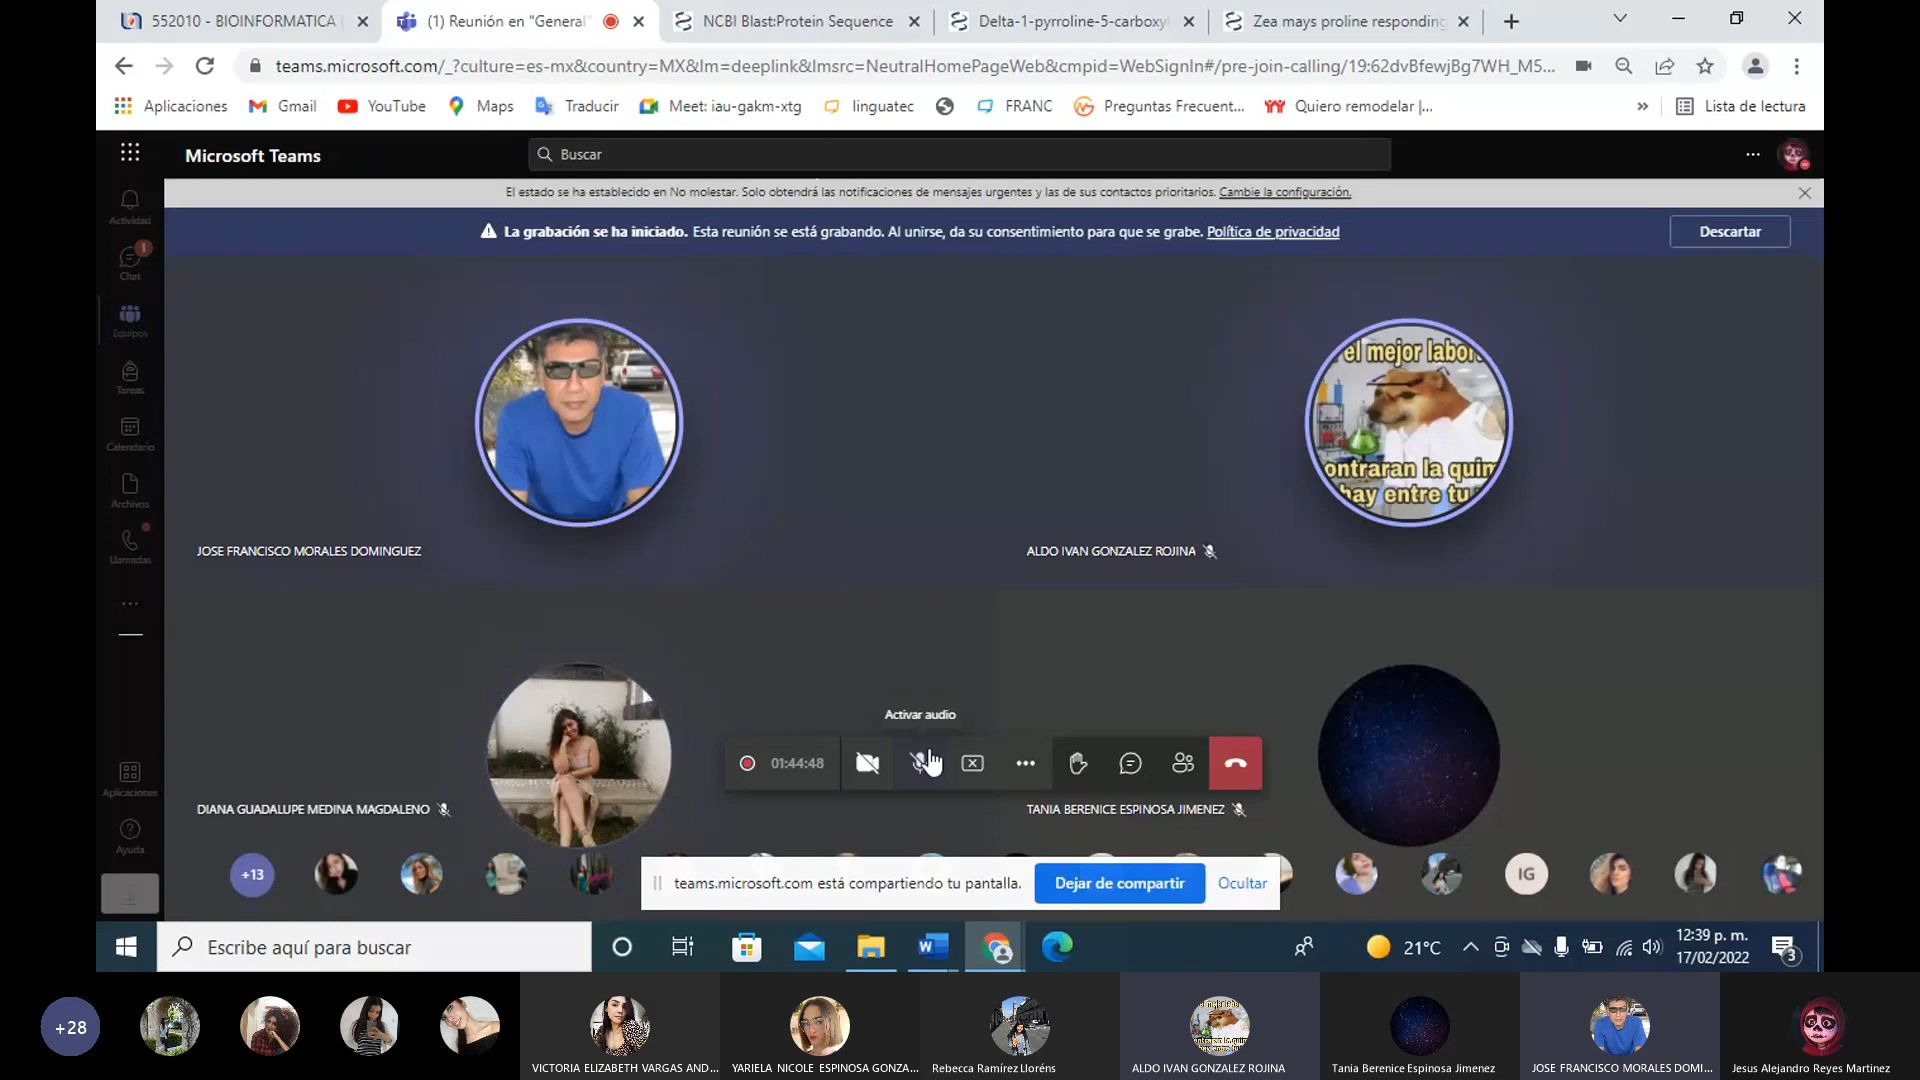 552010 - BIOINFORMATICA
(1) Reunión en "General"
NCBI Blast:Protein Sequence
Delta-1-pyrroline-5-carboxy
Zea mays proline responding
teams.microsoft.com/_?culture=es-mx&country=MX&lm=deeplink&lmsrc=NeutralHomePageWeb&cmpid=WebSignIn#/pre-join-calling/19:62dvBfewjBg7WH_M5...
Aplicaciones
Gmail
YouTube
Maps
Traducir
Meet: iau-gakm-xtg
linguatec
FRANC
Preguntas Frecuent...
Quiero remodelar |,...
Lista de lectura
Microsoft Teams
Buscar
El estado se ha establecido en No molestar. Solo obtendrá las notificaciones de mensajes urgentes y las de sus contactos prioritarios. Cambie la configuración.
La grabación se ha iniciado. Esta reunión se está grabando. Al unirse, da su consentimiento para que se grabe. Política de privacidad
Descartar
Actividad
1
Chat
Equipos
Tareas
Calendario
Archivos
Llamadas
Aplicaciones
Ayuda
el mejor labor
ontraran la quim
hay entre tu
JOSE FRANCISCO MORALES DOMINGUEZ
ALDO IVAN GONZALEZ ROJINA
Activar audio
01:44:48
DIANA GUADALUPE MEDINA MAGDALENO
TANIA BERENICE ESPINOSA JIMENEZ
+13
IG
teams.microsoft.com está compartiendo tu pantalla.
Dejar de compartir
Ocultar
Escribe aquí para buscar
21°C
12:39 p. m.
17/02/2022
3
+28
VICTORIA ELIZABETH VARGAS AND...
YARIELA NICOLE ESPINOSA GONZA...
Rebecca Ramírez Lloréns
ALDO IVAN GONZALEZ ROJINA
Tania Berenice Espinosa Jimenez
JOSE FRANCISCO MORALES DOMI...
Jesus Alejandro Reyes Martinez